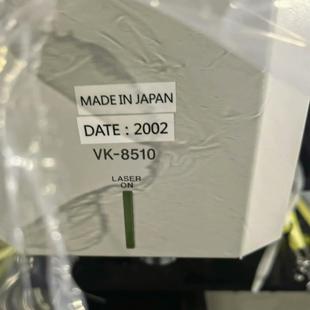 MADE IN JAPAN
DATE : 2002
VK-8510
LASER
ON